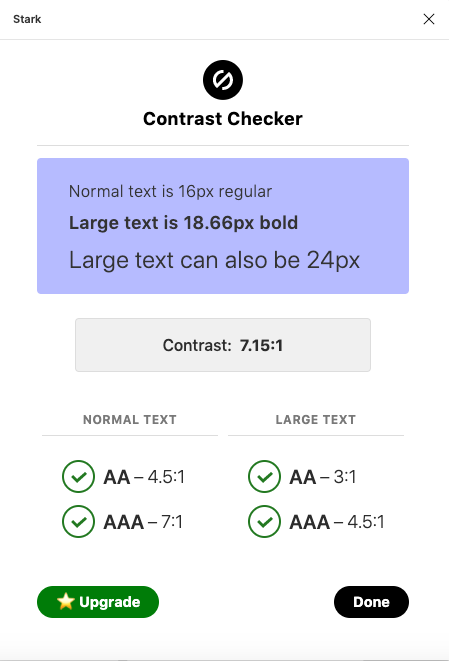 Stark
Contrast Checker
Normal text is 16px regular
Large text is 18.66px bold
Large text can also be 24px
Contrast: 7.15:1
NORMAL TEXT
AA – 4.5:1
AAA – 7:1
LARGE TEXT
AA – 3:1
AAA – 4.5:1
⭐ Upgrade
Done